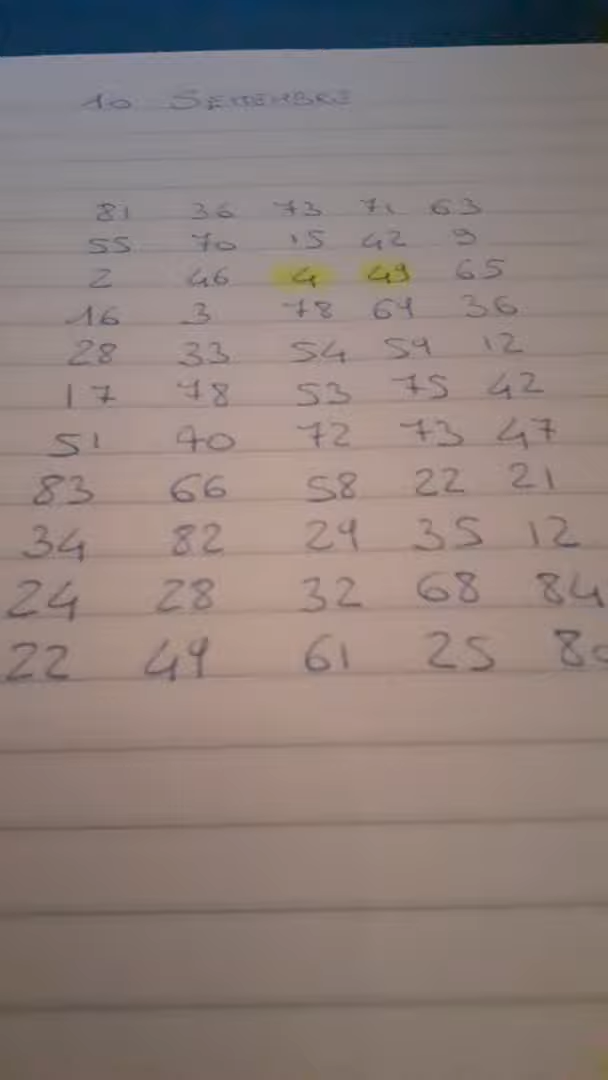 10 SETTEMBRE
81 36 73 71 63
55 70 15 42 9
2 46 4 49 65
16 3 78 64 36
28 33 54 59 12
17 78 53 75 42
51 40 72 73 47
83 66 58 22 21
34 82 29 35 12
24 28 32 68 84
22 49 61 25